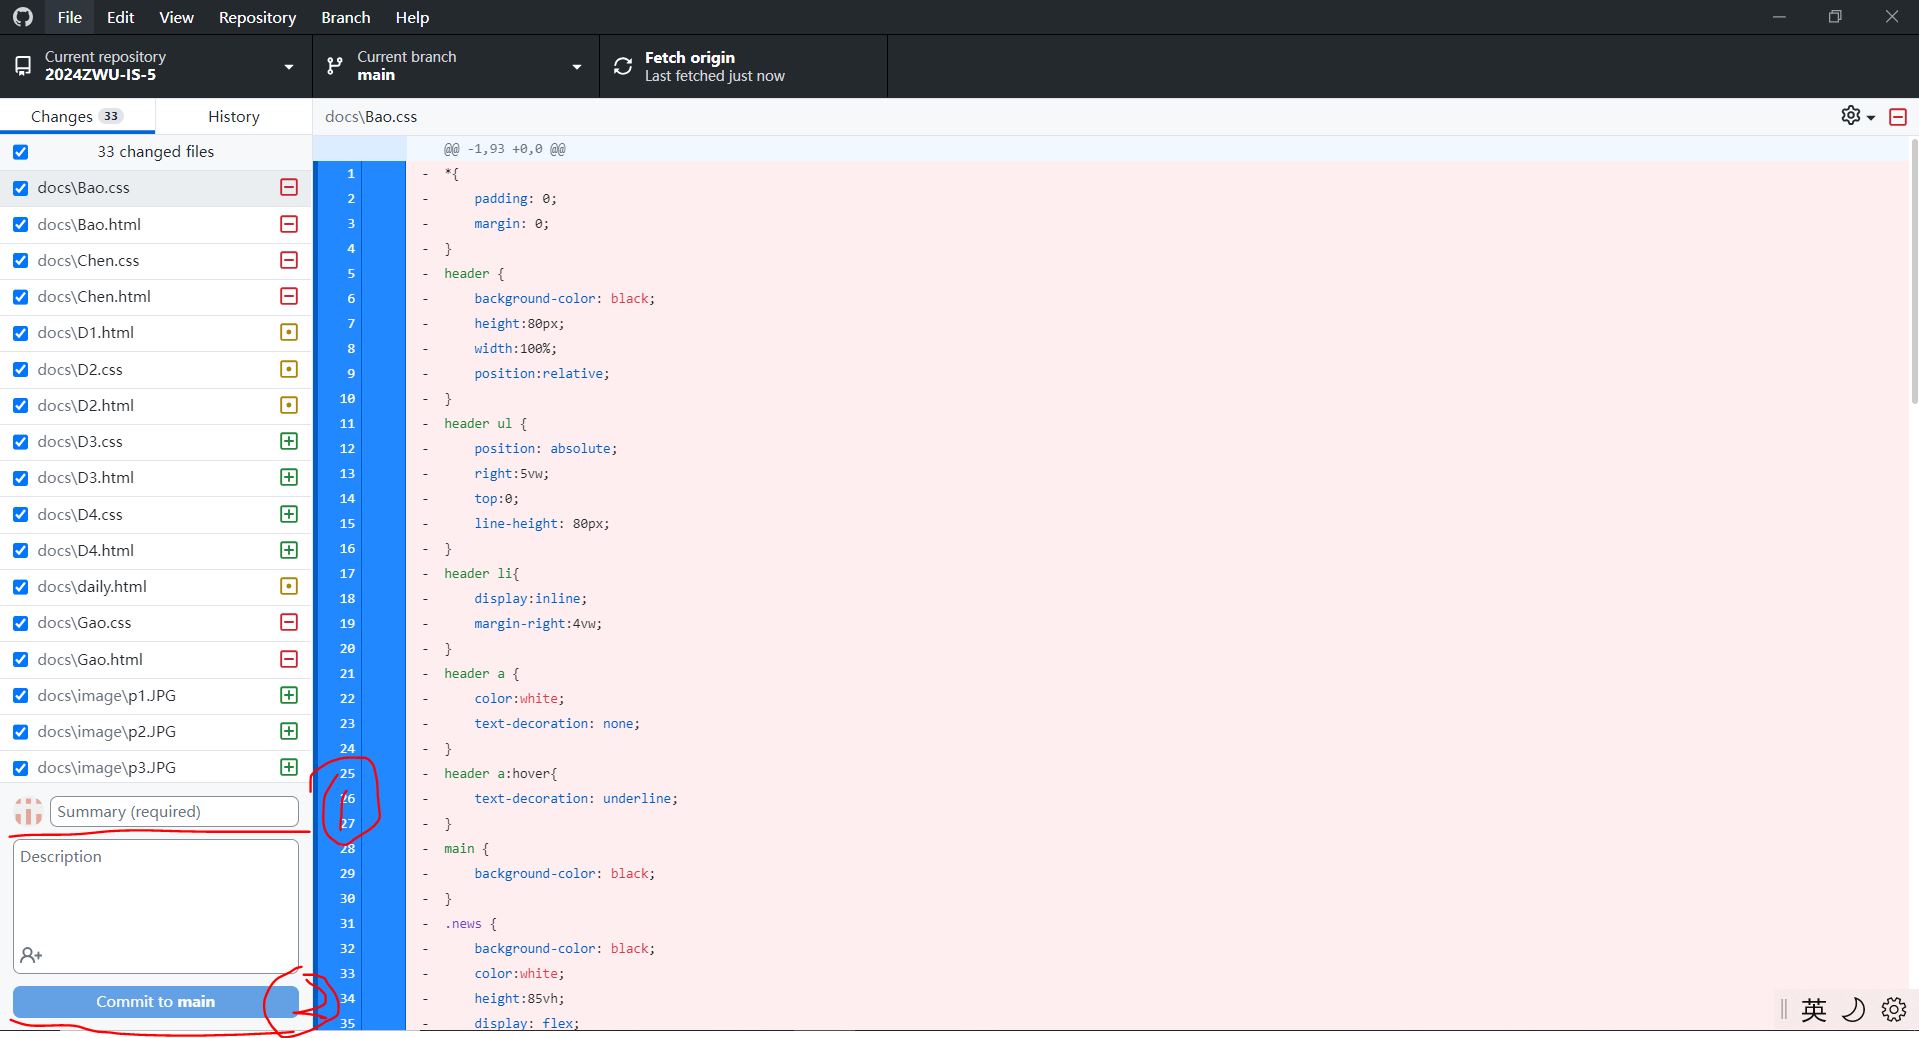 File Edit View Repository Branch Help
Current repository
2024ZWU-IS-5
Current branch
main
Fetch origin
Last fetched just now
Changes 33
History
docs\Bao.css
33 changed files
docs\Bao.css
docs\Bao.html
docs\Chen.css
docs\Chen.html
docs\D1.html
docs\D2.css
docs\D2.html
docs\D3.css
docs\D3.html
docs\D4.css
docs\D4.html
docs\daily.html
docs\Gao.css
docs\Gao.html
docs\image\p1.JPG
docs\image\p2.JPG
docs\image\p3.JPG
Summary (required)
Description
Commit to main
@@ -1,93 +0,0 @@
1 - *{
2 - padding: 0;
3 - margin: 0;
4 - }
5 - header {
6 - background-color: black;
7 - height:80px;
8 - width:100%;
9 - position:relative;
10 - }
11 - header ul {
12 - position: absolute;
13 - right:5vw;
14 - top:0;
15 - line-height: 80px;
16 - }
17 - header li{
18 - display:inline;
19 - margin-right:4vw;
20 - }
21 - header a {
22 - color:white;
23 - text-decoration: none;
24 - }
25 - header a:hover{
26 - text-decoration: underline;
27 - }
28 - main {
29 - background-color: black;
30 - }
31 - .news {
32 - background-color: black;
33 - color:white;
34 - height:85vh;
35 - display: flex;
1
2
英